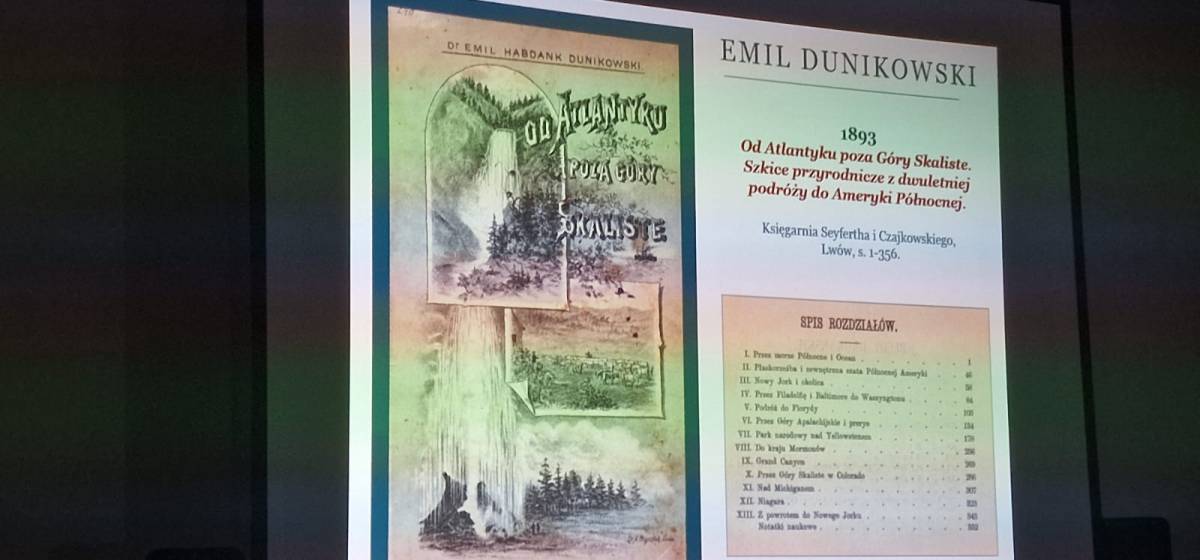 Dr EMIL HABDANK DUNIKOWSKI.
OD ATLANTYKU
POZA GÓRY
SKALISTE
EMIL DUNIKOWSKI
1893
Od Atlantyku poza Góry Skaliste.
Szkice przyrodnicze z dwuletniej
podróży do Ameryki Północnej.
Księgarnia Seyfertha i Czajkowskiego,
Lwów, s. 1-356.
SPIS ROZDZIAŁÓW.
I. Przez morze Północne i Ocean 1
II. Płaskorzeźba i zewnętrzna szata Północnej Ameryki
III. Nowy Jork i okolica
IV. Przez Filadelfię i Baltimore do Waszyngtonu
V. Podróż do Florydy
VI. Przez Góry Apalachijskie i prerye
VII. Park narodowy nad Yellowstonem
VIII. Do kraju Mormonów
IX. Grand Canyon
X. Przez Góry Skaliste w Colorado
XI. Nad Michiganem
XII. Niagara
XIII. Z powrotem do Nowego Jorku
Notatki naukowe